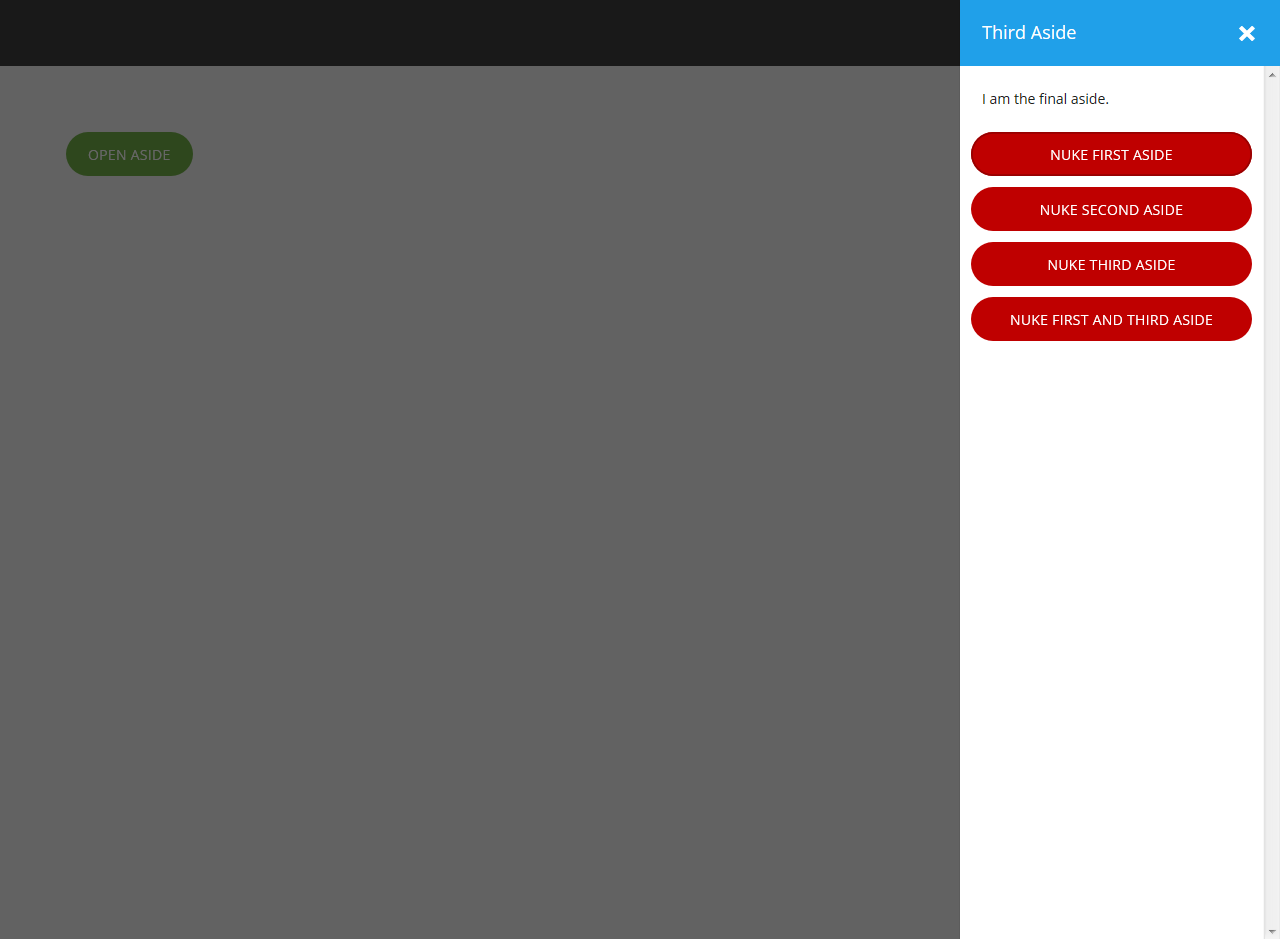 Third Aside
I am the final aside.
OPEN ASIDE
NUKE FIRST ASIDE
NUKE SECOND ASIDE
NUKE THIRD ASIDE
NUKE FIRST AND THIRD ASIDE